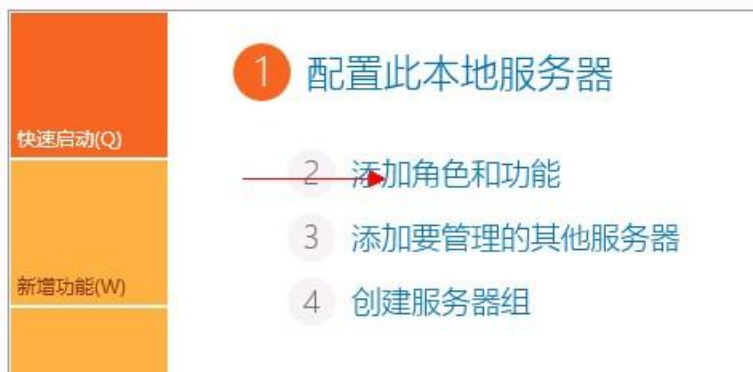 1 配置此本地服务器
快速启动(Q)
2 添加角色和功能
3 添加要管理的其他服务器
新增功能(W)
4 创建服务器组